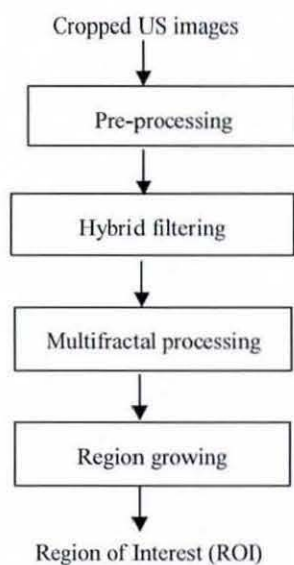 Cropped US images
Pre-processing
Hybrid filtering
Multifractal processing
Region growing
Region of Interest (ROI)